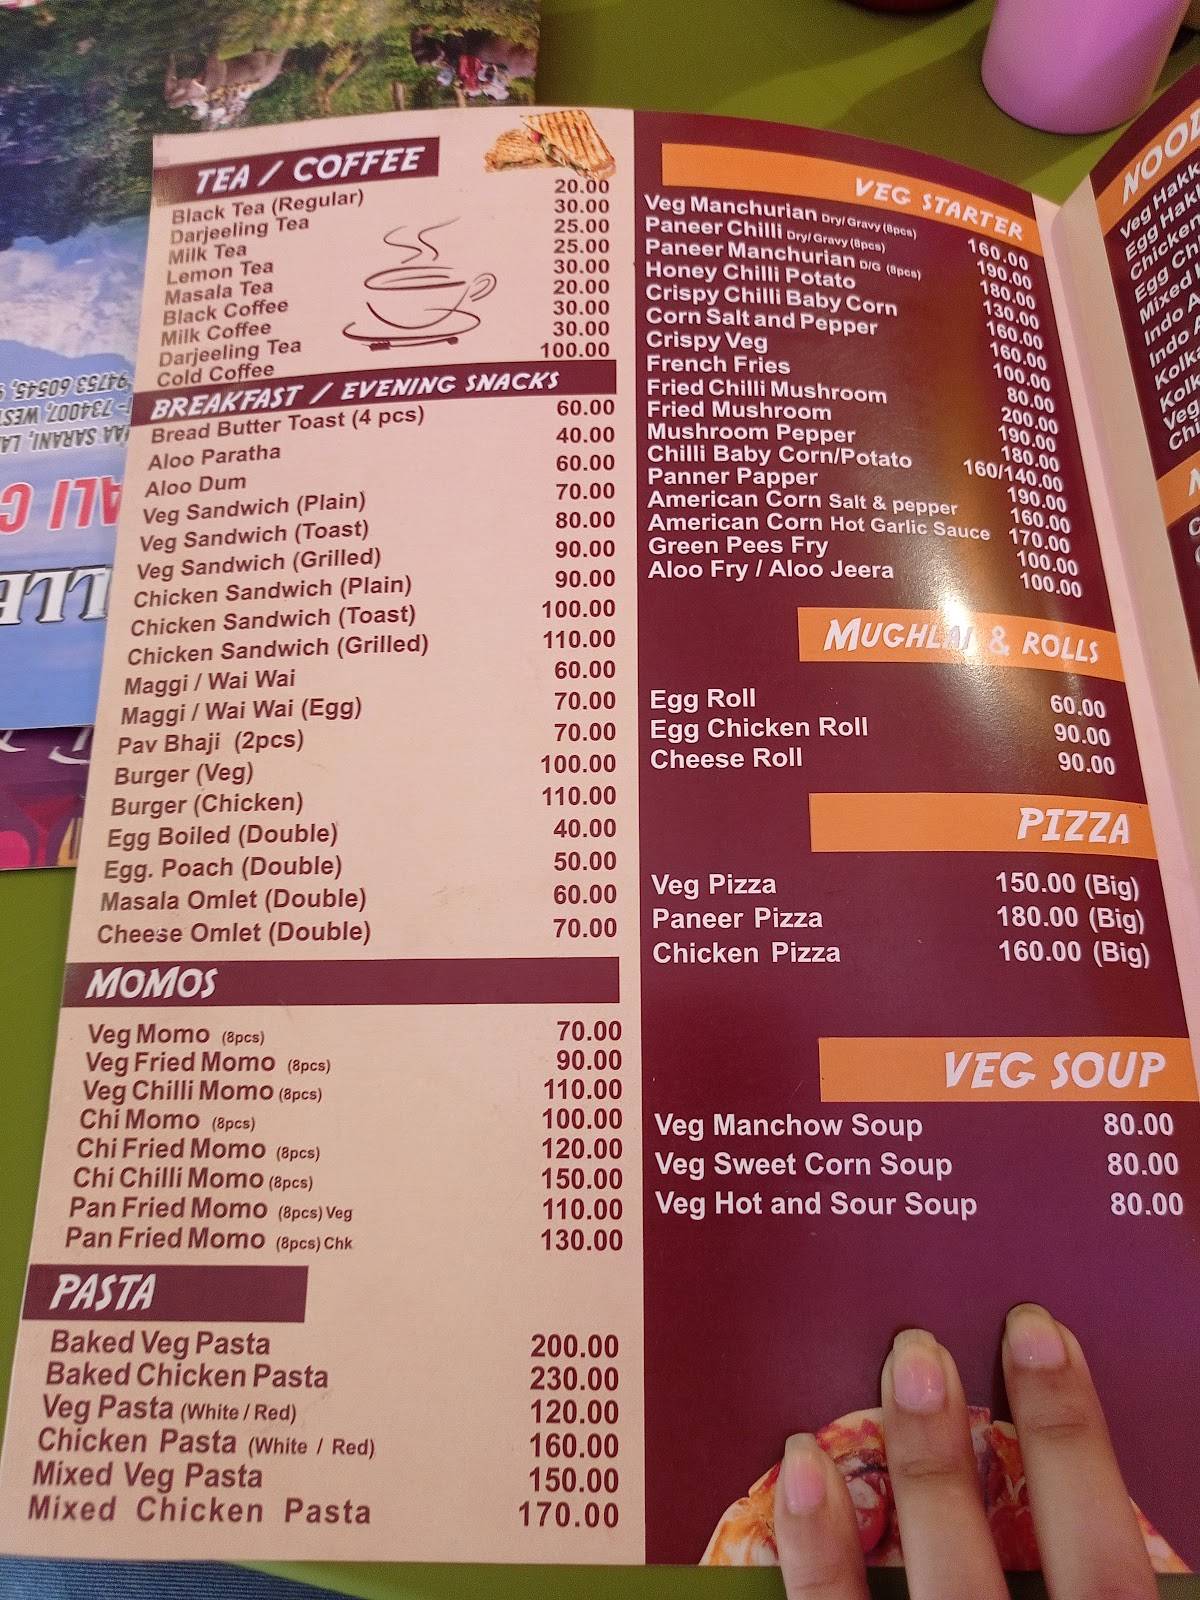 TEA / COFFEE
Black Tea (Regular) 20.00
Darjeeling Tea 30.00
Milk Tea 25.00
Lemon Tea 25.00
Masala Tea 30.00
Black Coffee 20.00
Milk Coffee 30.00
Darjeeling Tea 30.00
Cold Coffee 100.00
BREAKFAST / EVENING SNACKS
Bread Butter Toast (4 pcs) 60.00
Aloo Paratha 40.00
Aloo Dum 60.00
Veg Sandwich (Plain) 70.00
Veg Sandwich (Toast) 80.00
Veg Sandwich (Grilled) 90.00
Chicken Sandwich (Plain) 90.00
Chicken Sandwich (Toast) 100.00
Chicken Sandwich (Grilled) 110.00
Maggi / Wai Wai 60.00
Maggi / Wai Wai (Egg) 70.00
Pav Bhaji (2pcs) 70.00
Burger (Veg) 100.00
Burger (Chicken) 110.00
Egg Boiled (Double) 40.00
Egg. Poach (Double) 50.00
Masala Omlet (Double) 60.00
Cheese Omlet (Double) 70.00
MOMOS
Veg Momo (8pcs) 70.00
Veg Fried Momo (8pcs) 90.00
Veg Chilli Momo (8pcs) 110.00
Chi Momo (8pcs) 100.00
Chi Fried Momo (8pcs) 120.00
Chi Chilli Momo (8pcs) 150.00
Pan Fried Momo (8pcs) Veg 110.00
Pan Fried Momo (8pcs) Chk 130.00
PASTA
Baked Veg Pasta 200.00
Baked Chicken Pasta 230.00
Veg Pasta (White / Red) 120.00
Chicken Pasta (White / Red) 160.00
Mixed Veg Pasta 150.00
Mixed Chicken Pasta 170.00
VEG STARTER
Veg Manchurian Dry/ Gravy (8pcs) 160.00
Paneer Chilli Dry/ Gravy (8pcs) 190.00
Paneer Manchurian D/G (8pcs) 180.00
Honey Chilli Potato 130.00
Crispy Chilli Baby Corn 160.00
Corn Salt and Pepper 160.00
Crispy Veg 100.00
French Fries 80.00
Fried Chilli Mushroom 200.00
Fried Mushroom 190.00
Mushroom Pepper 180.00
Chilli Baby Corn/Potato 160/140.00
Panner Papper 190.00
American Corn Salt & pepper 160.00
American Corn Hot Garlic Sauce 170.00
Green Pees Fry 100.00
Aloo Fry / Aloo Jeera 100.00
MUGHLAI & ROLLS
Egg Roll 60.00
Egg Chicken Roll 90.00
Cheese Roll 90.00
PIZZA
Veg Pizza 150.00 (Big)
Paneer Pizza 180.00 (Big)
Chicken Pizza 160.00 (Big)
VEG SOUP
Veg Manchow Soup 80.00
Veg Sweet Corn Soup 80.00
Veg Hot and Sour Soup 80.00
Veg Hakk
Egg Hak
Chicken
Egg Ch
Mixed
Indo A
Indo
Kolk
Kolk
Veg
Chi